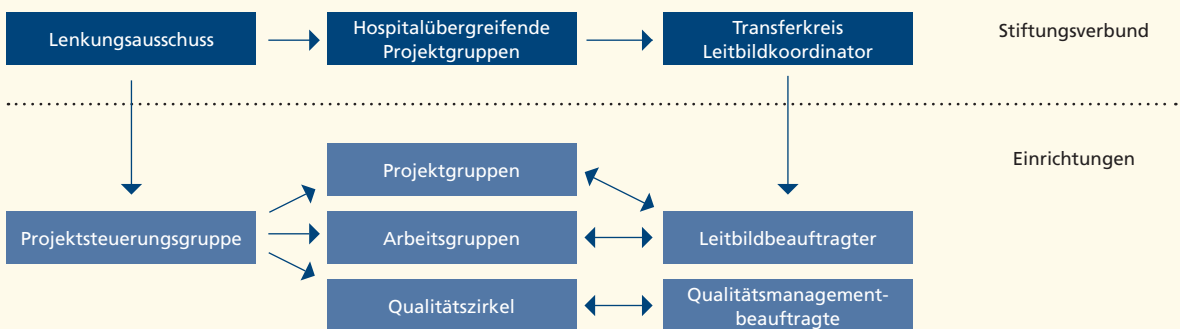 Lenkungsausschuss
Hospitalübergreifende
Projektgruppen
Transferkreis
Leitbildkoordinator
Stiftungsverbund
Einrichtungen
Projektgruppen
Projektsteuerungsgruppe
Arbeitsgruppen
Leitbildbeauftragter
Qualitätszirkel
Qualitätsmanagement-
beauftragte